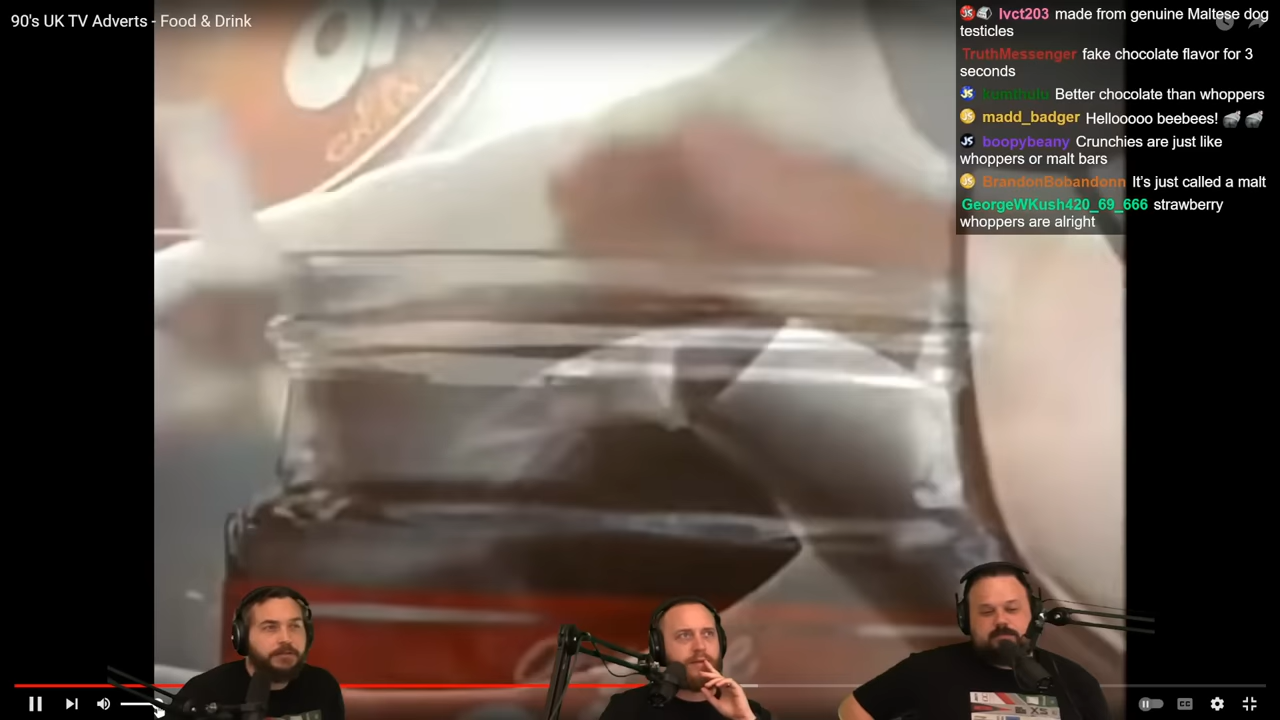 90's UK TV Adverts - Food & Drink
lvct203 made from genuine Maltese dog
testicles
TruthMessenger fake chocolate flavor for 3
seconds
kumthulu Better chocolate than whoppers
madd_badger Hellooooo beebees!
boopybeany Crunchies are just like
whoppers or malt bars
BrandonBobandonn It's just called a malt
GeorgeWKush420_69_666 strawberry
whoppers are alright